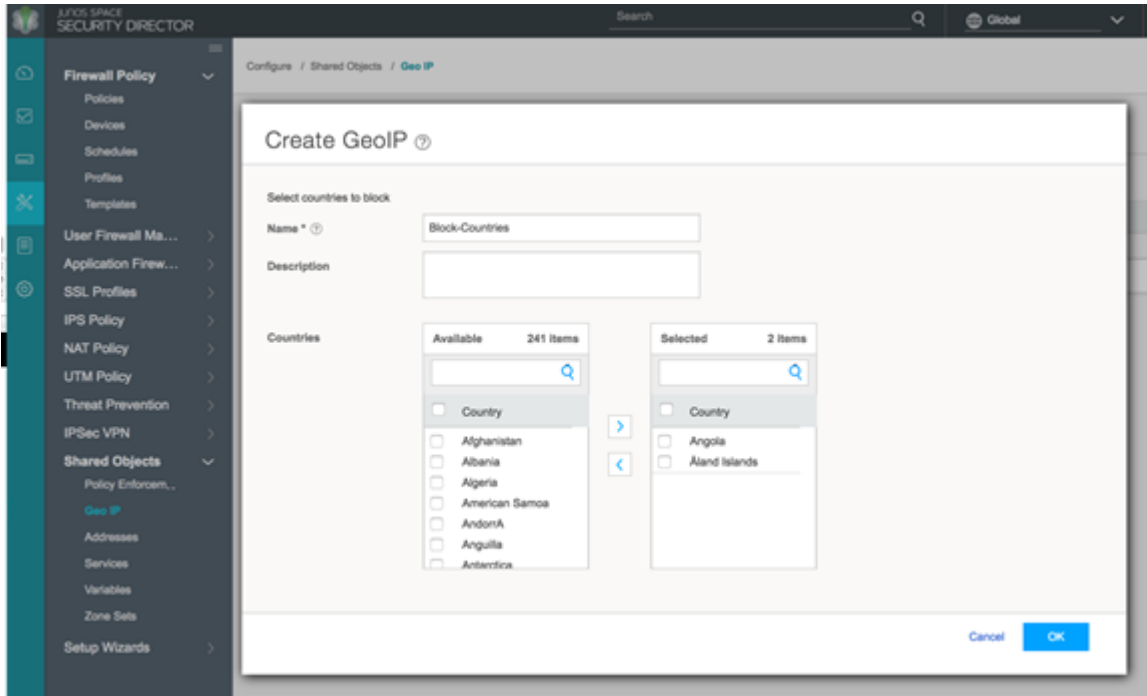 JUNOS SPACE
SECURITY DIRECTOR
Search
Global
Firewall Policy
Policies
Devices
Schedules
Profiles
Templates
User Firewall Ma...
Application Firew...
SSL Profiles
IPS Policy
NAT Policy
UTM Policy
Threat Prevention
IPSec VPN
Shared Objects
Policy Enforcem...
Geo IP
Addresses
Services
Variables
Zone Sets
Setup Wizards
Configure / Shared Objects / Geo IP
Create GeoIP ?
Select countries to block
Name * ?
Block-Countries
Description
Countries
Available 241 Items
Country
Afghanistan
Albania
Algeria
American Samoa
AndorrA
Anguilla
Antarctica
> 
<
Selected 2 Items
Country
Angola
Åland Islands
Cancel
OK